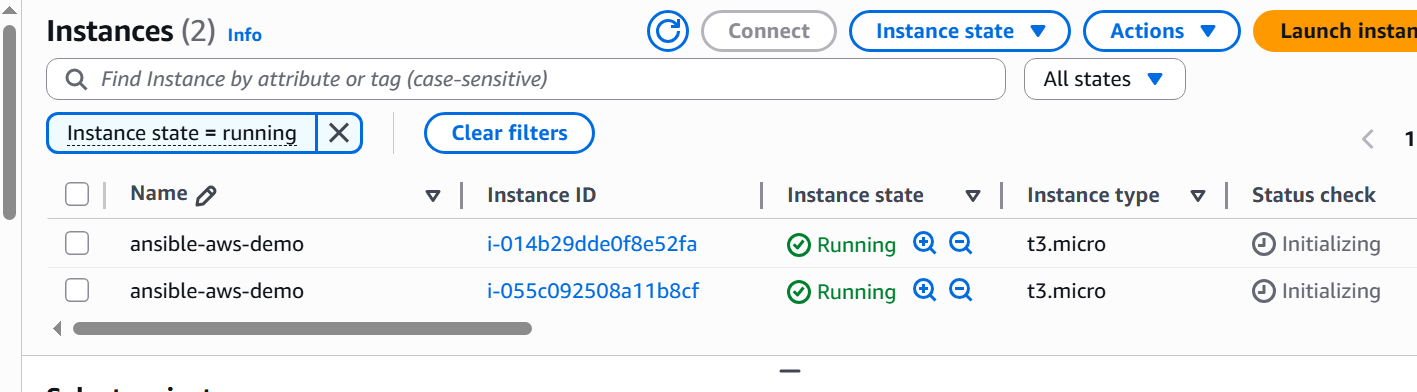 Instances (2) Info Connect Instance state Actions Launch instan
Find Instance by attribute or tag (case-sensitive) All states
Instance state = running Clear filters 1
Name Instance ID Instance state Instance type Status check
ansible-aws-demo i-014b29dde0f8e52fa Running t3.micro Initializing
ansible-aws-demo i-055c092508a11b8cf Running t3.micro Initializing